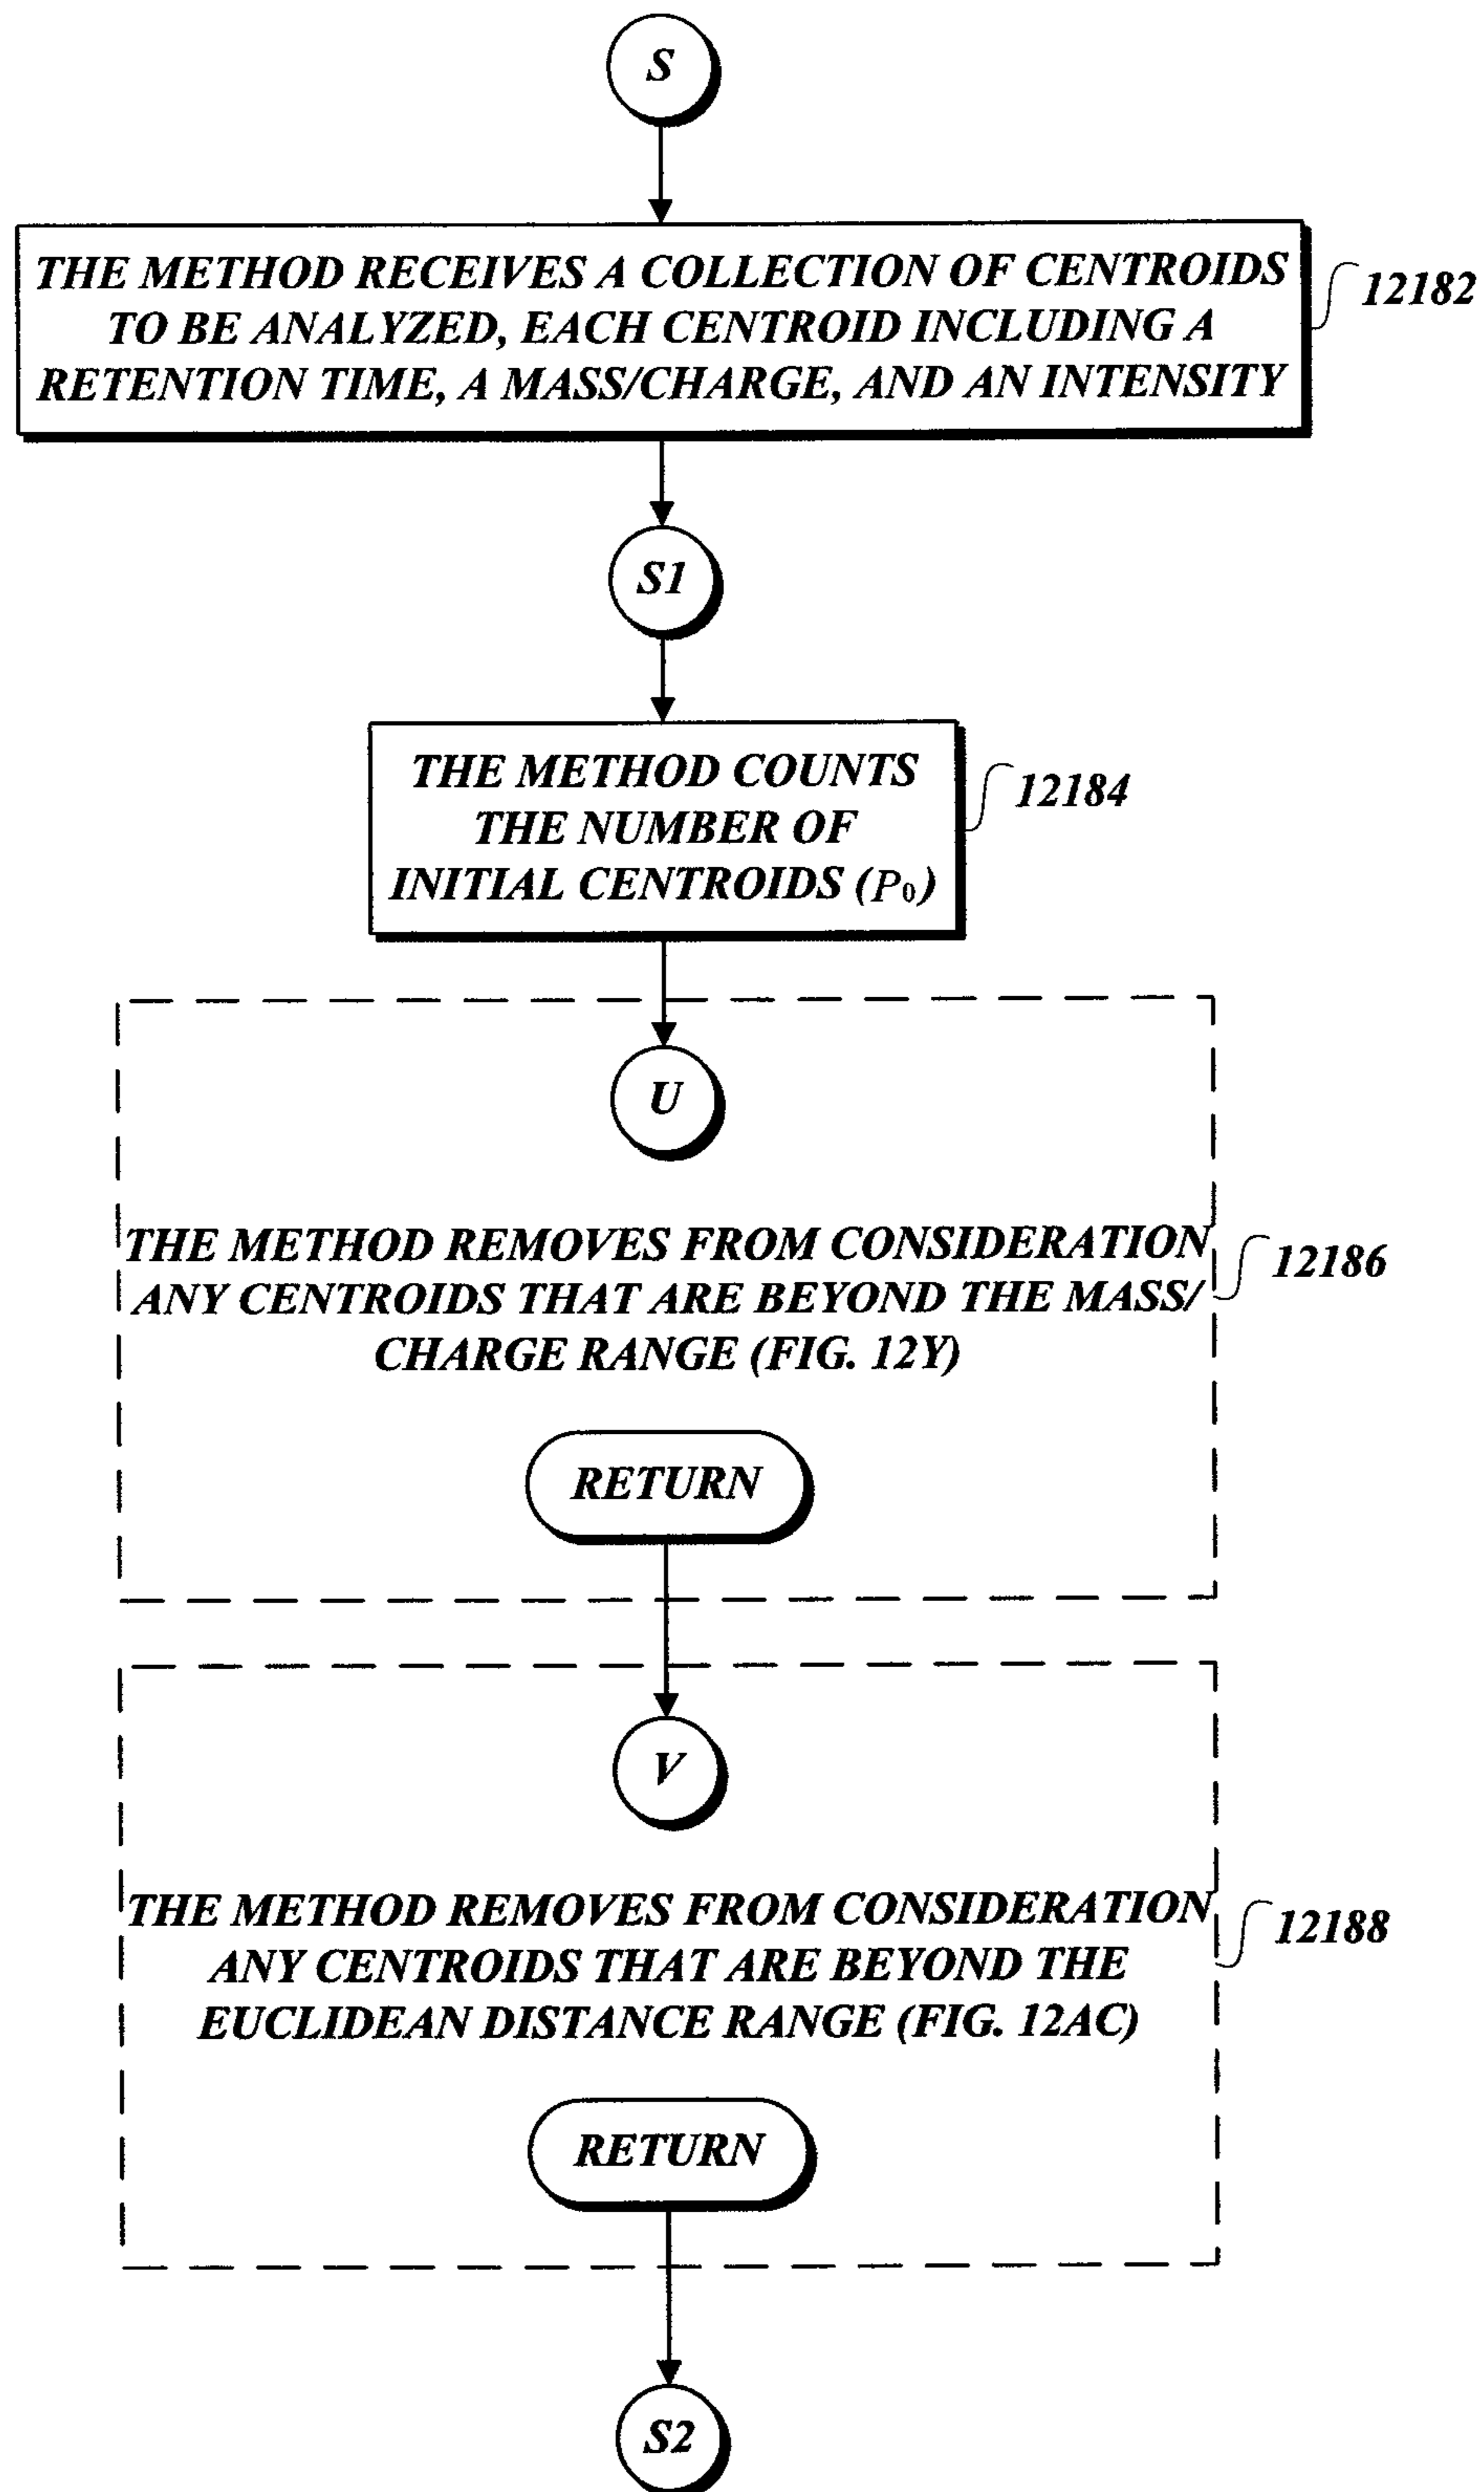 S
THE METHOD RECEIVES A COLLECTION OF CENTROIDS
TO BE ANALYZED, EACH CENTROID INCLUDING A
RETENTION TIME, A MASS/CHARGE, AND AN INTENSITY
12182
S1
THE METHOD COUNTS
THE NUMBER OF
INITIAL CENTROIDS (P₀)
12184
U
THE METHOD REMOVES FROM CONSIDERATION
ANY CENTROIDS THAT ARE BEYOND THE MASS/
CHARGE RANGE (FIG. 12Y)
12186
RETURN
V
THE METHOD REMOVES FROM CONSIDERATION
ANY CENTROIDS THAT ARE BEYOND THE
EUCLIDEAN DISTANCE RANGE (FIG. 12AC)
12188
RETURN
S2